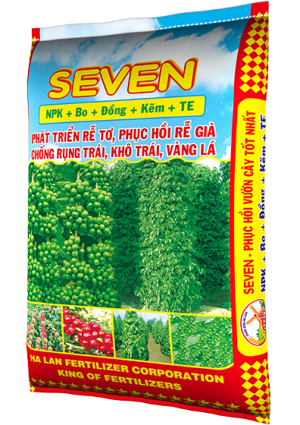 SEVEN
NPK + Bo + Đồng + Kẽm + TE
PHÁT TRIỂN RỄ TƠ, PHỤC HỒI RỄ GIÀ
CHỐNG RỤNG TRÁI, KHÔ TRÁI, VÀNG LÁ
HA LAN FERTILIZER CORPORATION
KING OF FERTILIZERS
SEVEN - PHỤC HỒI VƯỜN CÂY TỐT NHẤT
NPK + Bo + Đồng + Kẽm + TE